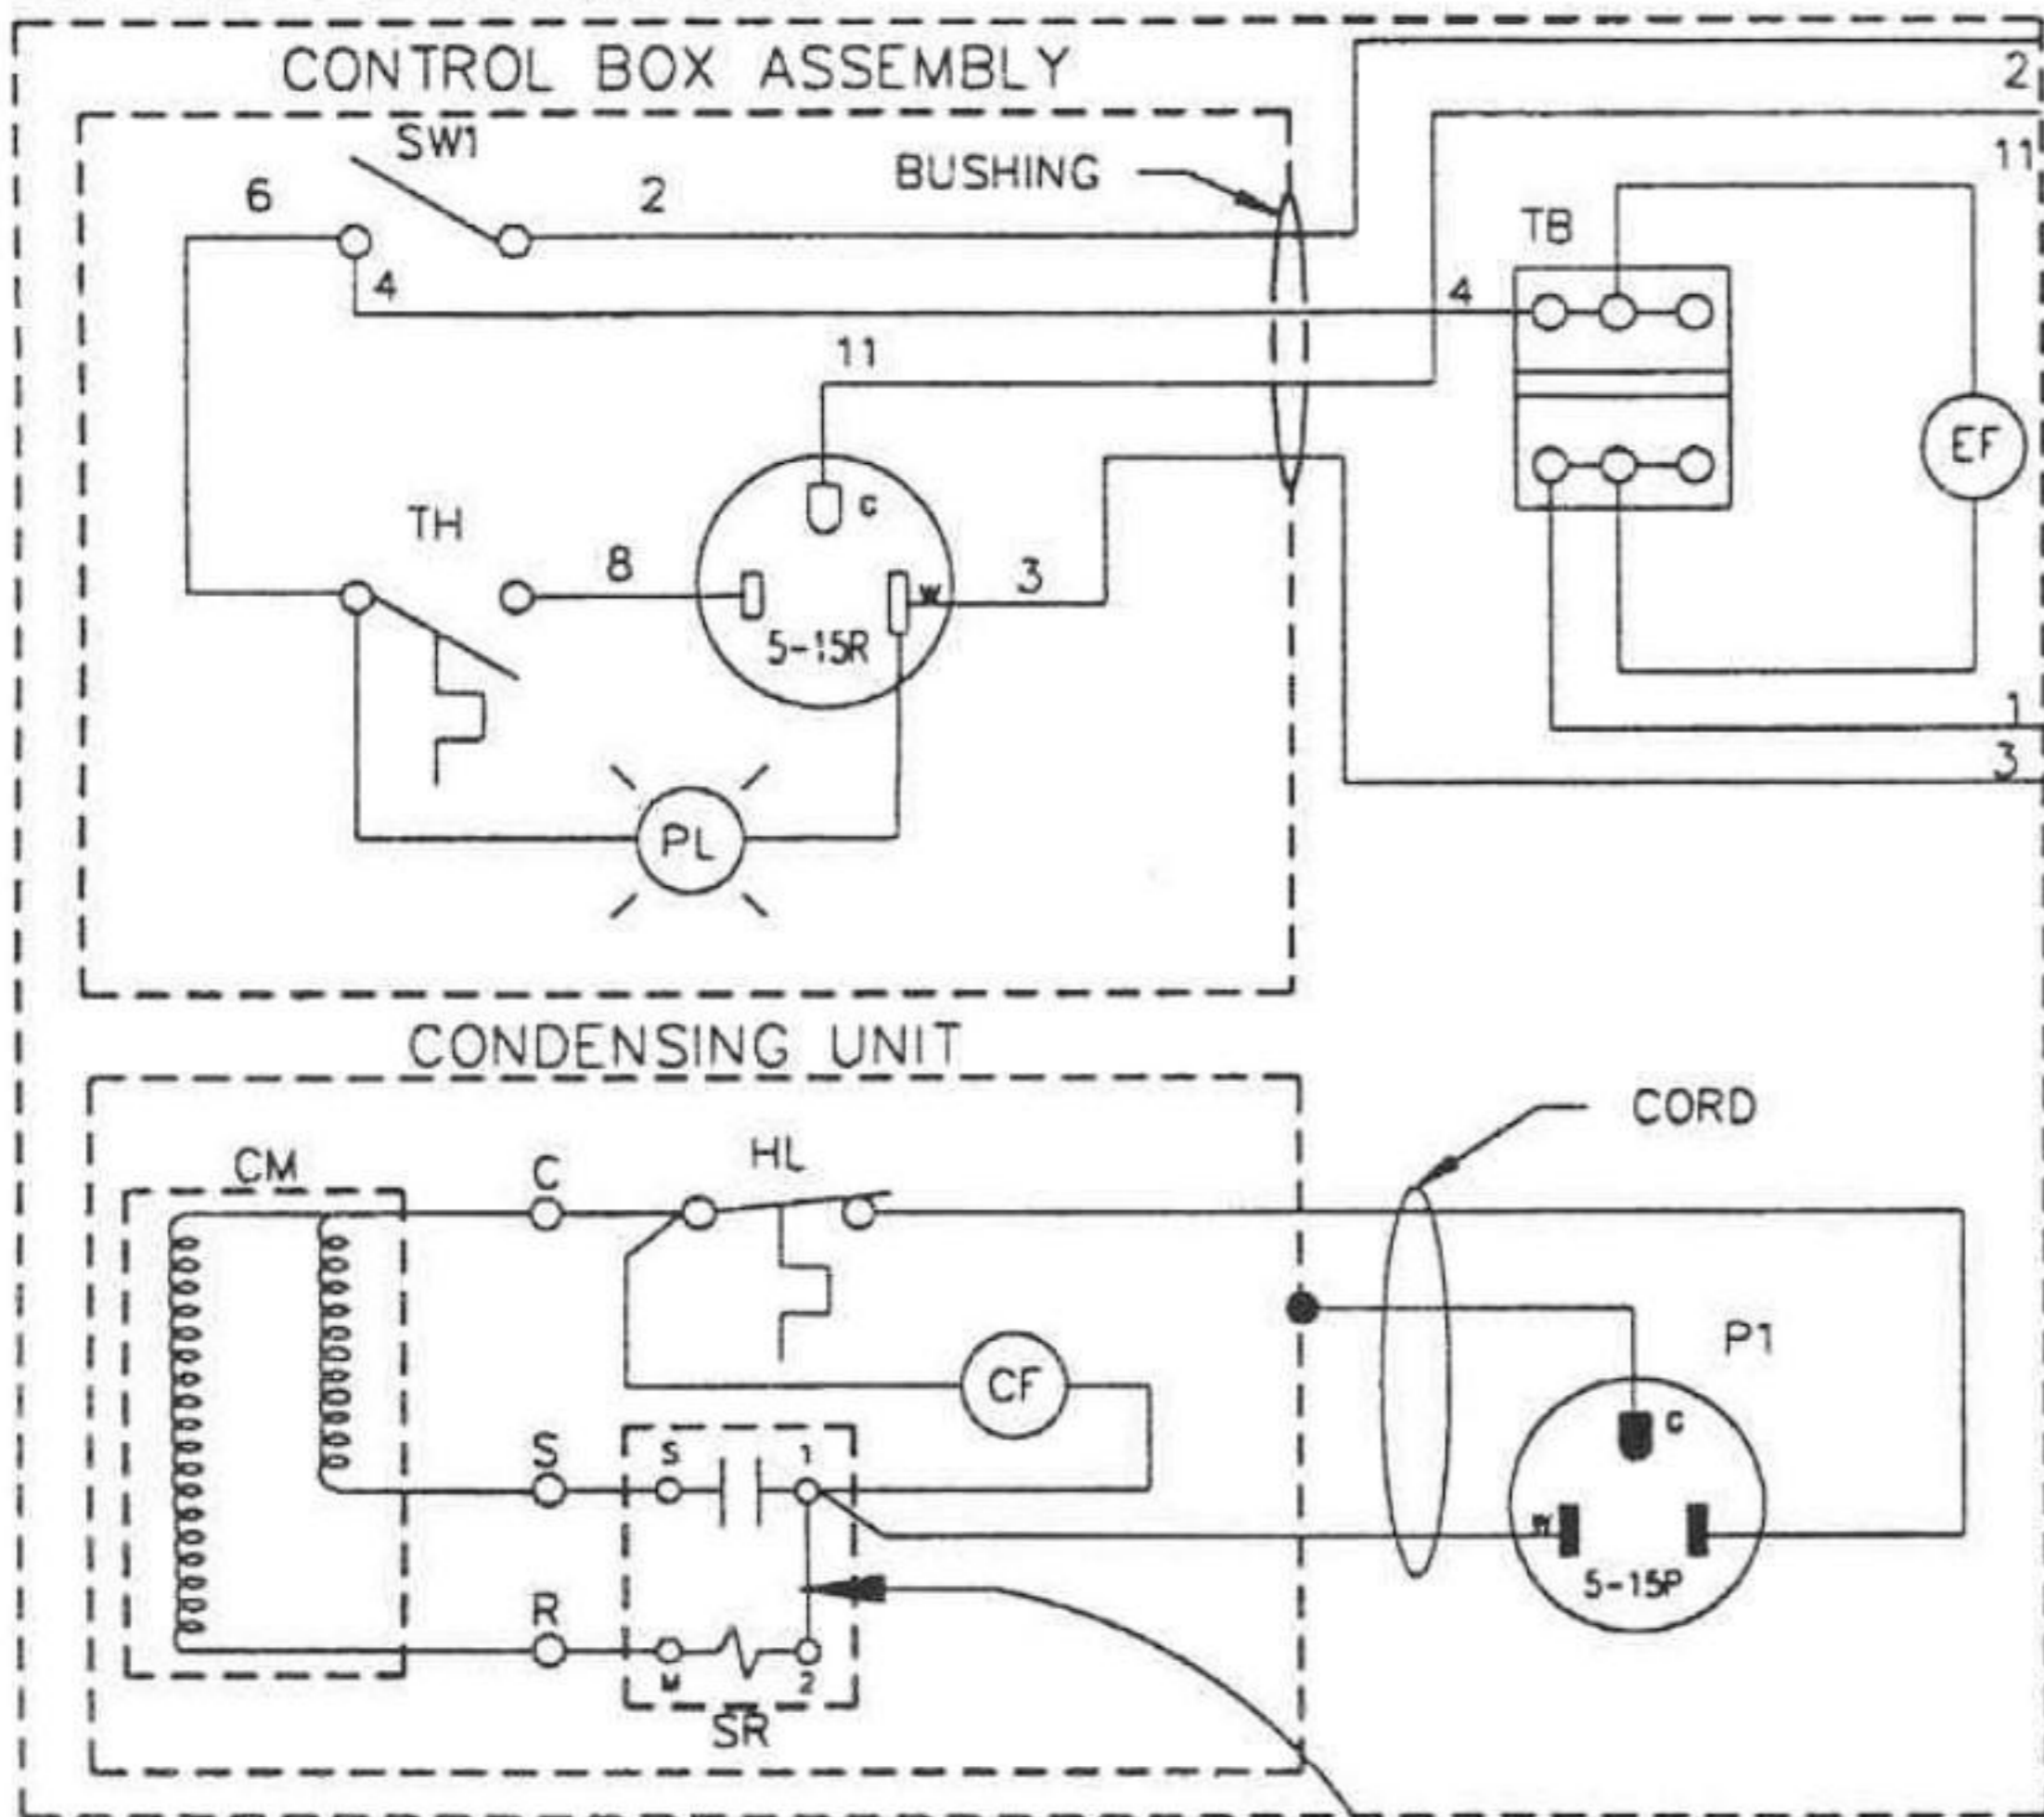 CONTROL BOX ASSEMBLY
2
SW1
BUSHING
11
6
2
TB
4
4
11
EF
G
TH
8
W
3
5-15R
1
3
PL
CONDENSING UNIT
CORD
CM
C
HL
P1
CF
G
S
S
1
W
5-15P
R
M
2
SR